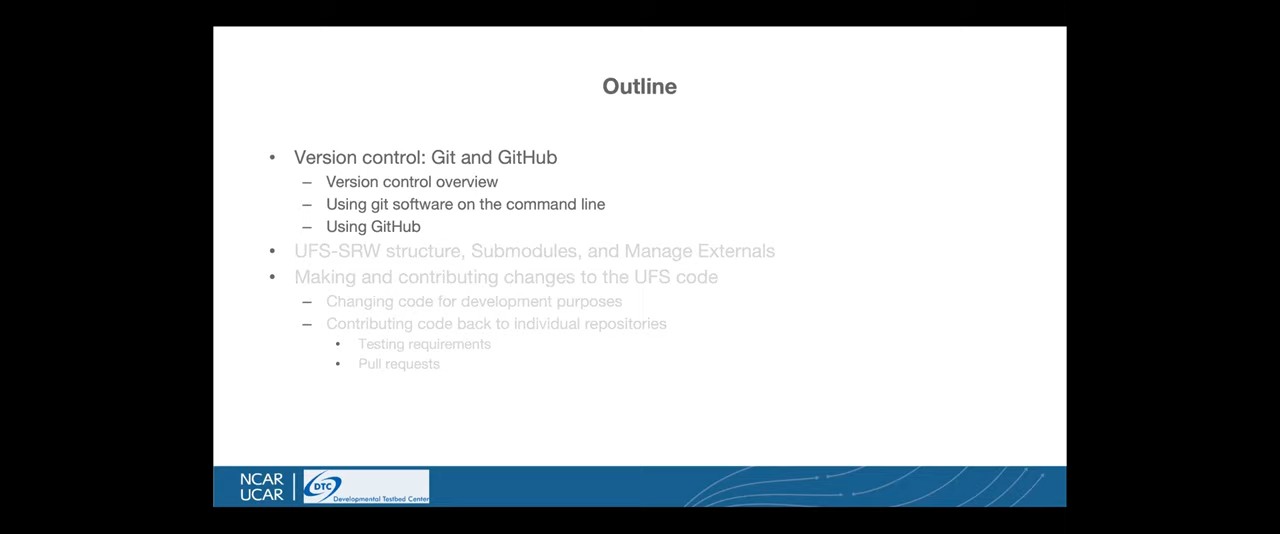 Outline
• Version control: Git and GitHub
– Version control overview
– Using git software on the command line
– Using GitHub
• UFS-SRW structure, Submodules, and Manage Externals
• Making and contributing changes to the UFS code
– Changing code for development purposes
– Contributing code back to individual repositories
• Testing requirements
• Pull requests
NCAR
UCAR
DTC
Developmental Testbed Center